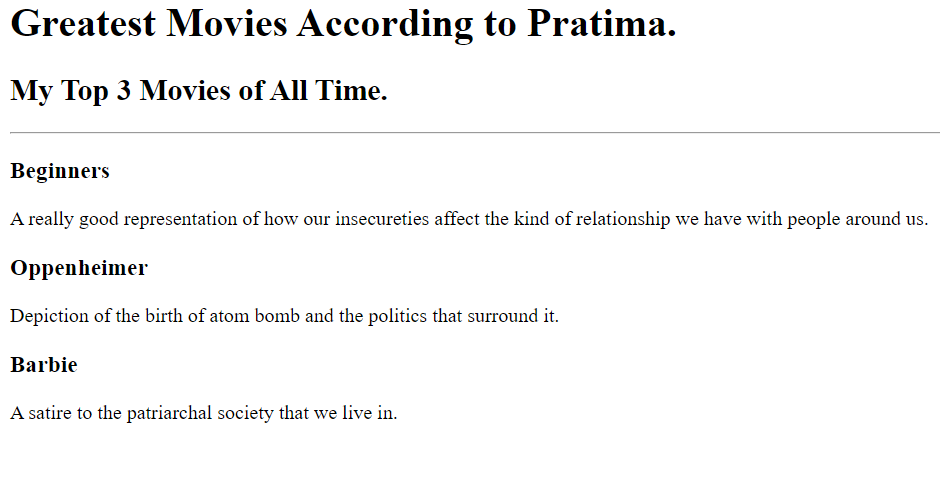 Greatest Movies According to Pratima.
My Top 3 Movies of All Time.
Beginners
A really good representation of how our insecureties affect the kind of relationship we have with people around us.
Oppenheimer
Depiction of the birth of atom bomb and the politics that surround it.
Barbie
A satire to the patriarchal society that we live in.